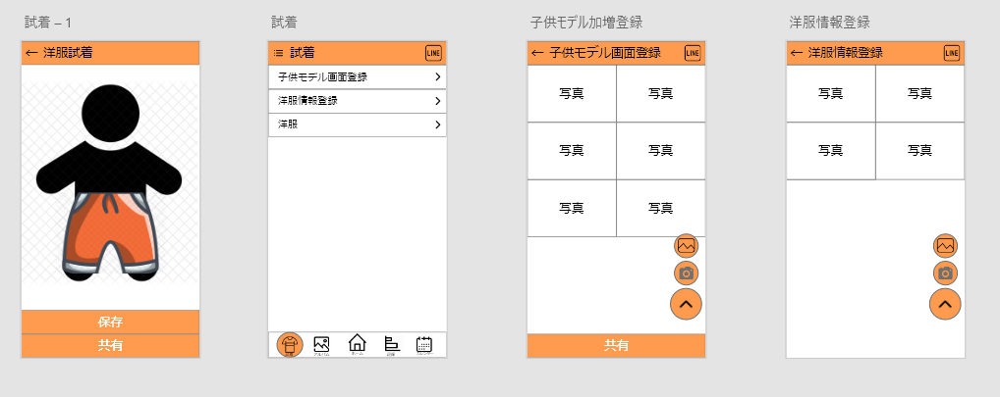 試着 – 1
洋服試着
保存
共有
試着
試着
LINE
子供モデル画面登録
洋服情報登録
洋服
子供モデル加増登録
子供モデル画面登録
LINE
写真 写真
写真 写真
写真 写真
共有
洋服情報登録
洋服情報登録
LINE
写真 写真
写真 写真